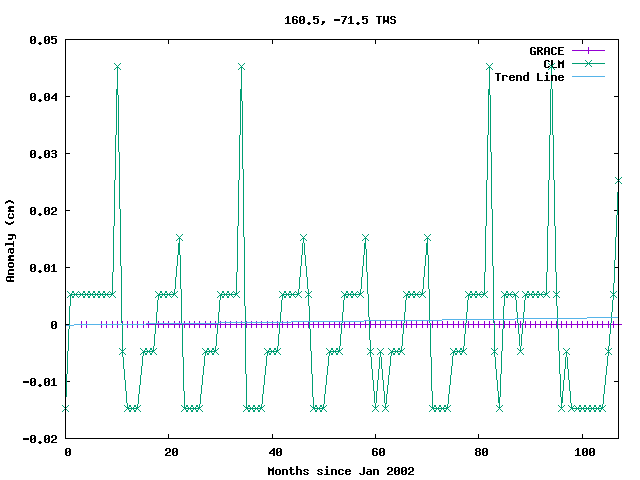 160.5, -71.5 TWS
GRACE
CLM
Trend Line
0.05
0.04
0.03
0.02
0.01
0
-0.01
-0.02
Anomaly (cm)
0 20 40 60 80 100
Months since Jan 2002